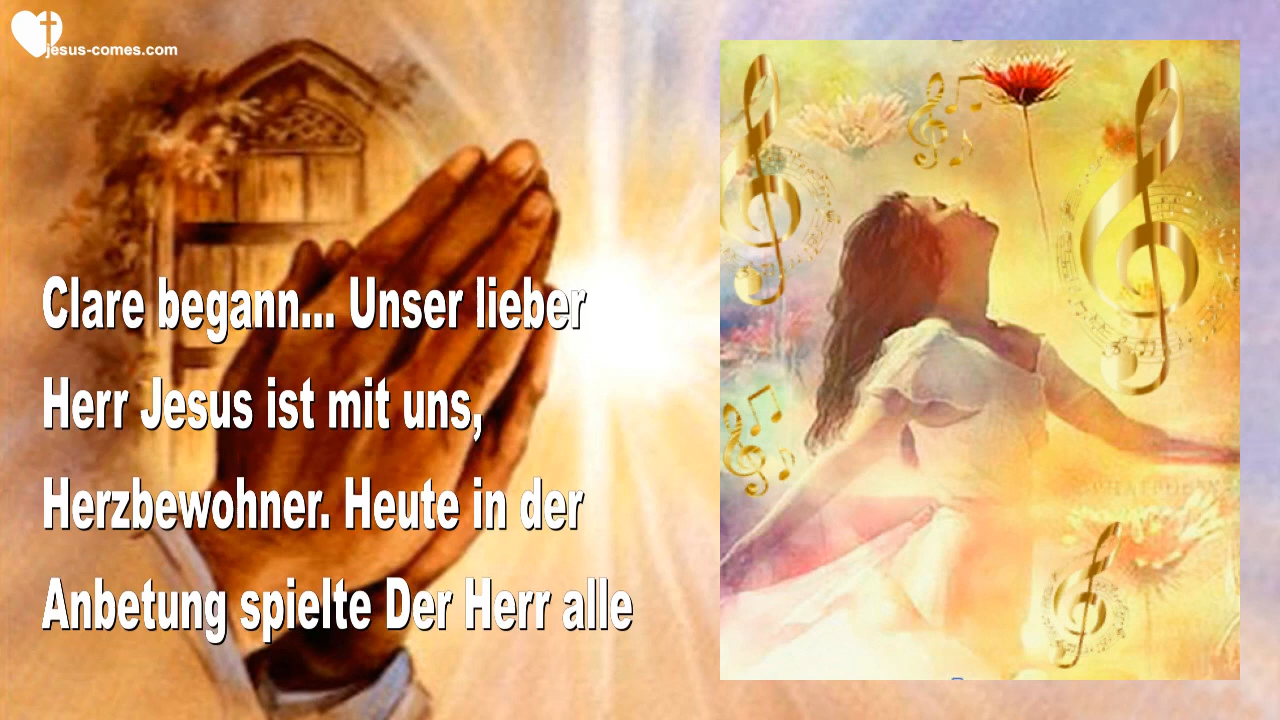 jesus-comes.com
Clare begann... Unser lieber
Herr Jesus ist mit uns,
Herzbewohner. Heute in der
Anbetung spielte Der Herr alle